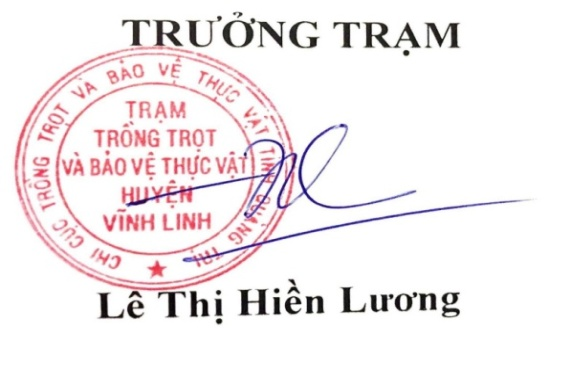 TRƯỞNG TRẠM
CHI CỤC TRỒNG TRỌT VÀ BẢO VỆ THỰC VẬT TỈNH QUẢNG TRỊ
TRẠM
TRỒNG TRỌT
VÀ BẢO VỆ THỰC VẬT
HUYỆN
VĨNH LINH
Lê Thị Hiền Lương